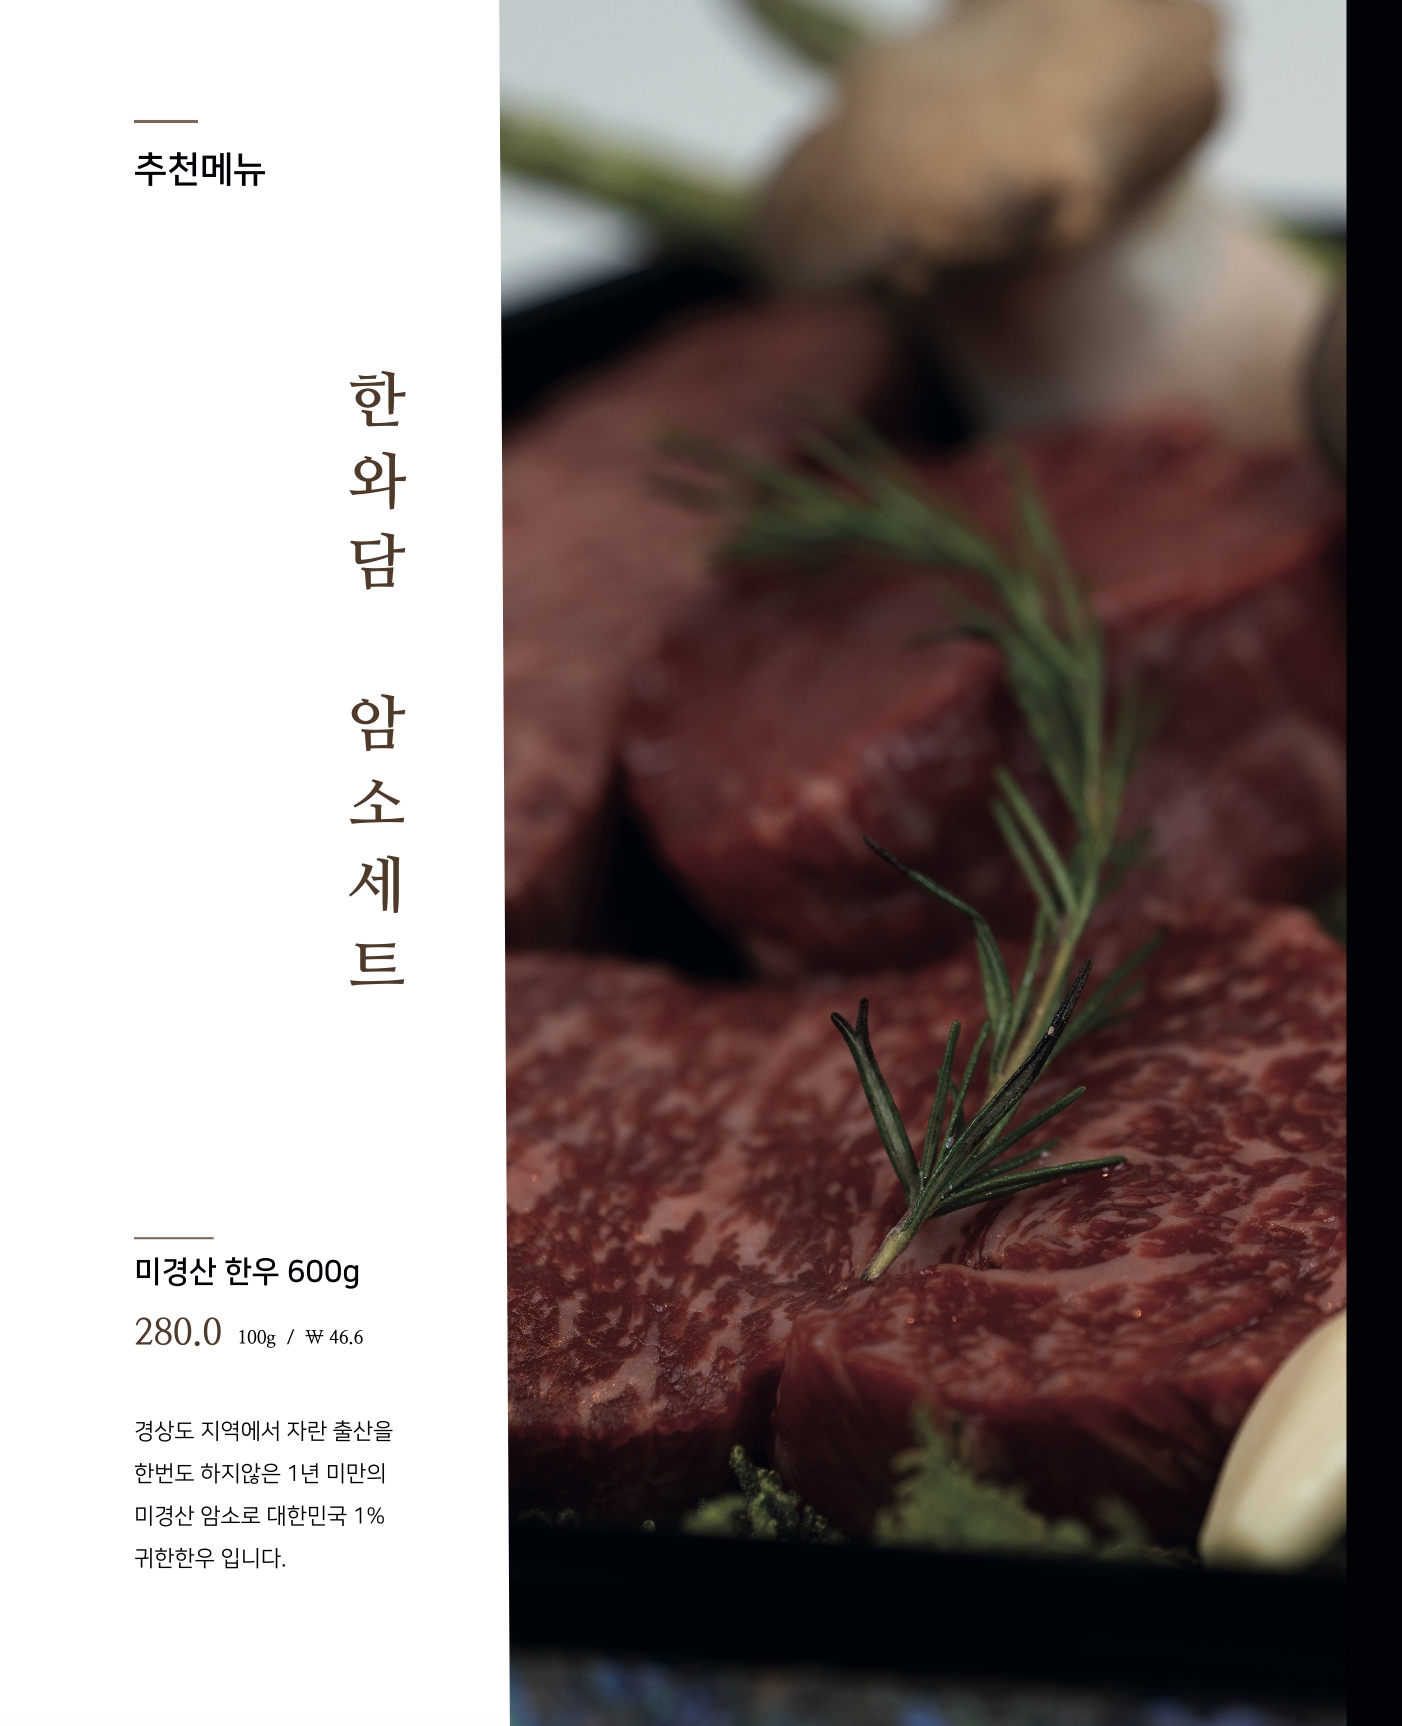 추천메뉴
한와담 암소세트
미경산 한우 600g
280.0 100g / ₩ 46.6
경상도 지역에서 자란 출산을
한번도 하지않은 1년 미만의
미경산 암소로 대한민국 1%
귀한한우 입니다.